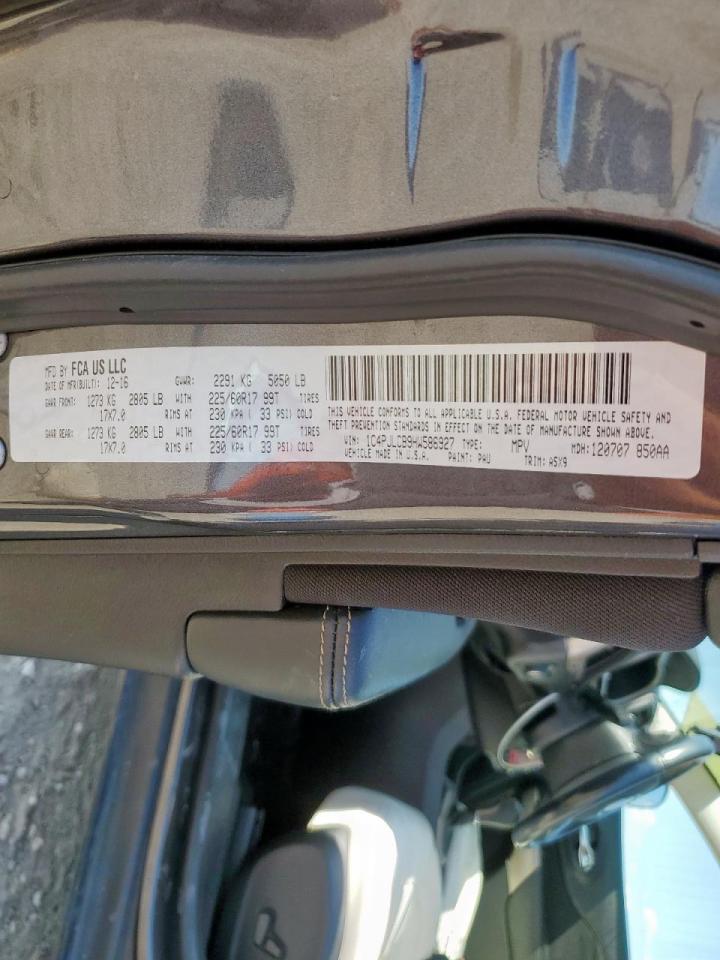 MFD BY FCA US LLC
DATE OF MFR(BUILT): 12-16 GVWR: 2291 KG 5050 LB
GAWR FRONT: 1273 KG 2805 LB WITH 225/60R17 99T TIRES
17X7.0 RIMS AT 230 KPA ( 33 PSI) COLD
GAWR REAR: 1273 KG 2805 LB WITH 225/60R17 99T TIRES
17X7.0 RIMS AT 230 KPA ( 33 PSI) COLD
THIS VEHICLE CONFORMS TO ALL APPLICABLE U.S.A. FEDERAL MOTOR VEHICLE SAFETY AND
THEFT PREVENTION STANDARDS IN EFFECT ON THE DATE OF MANUFACTURE SHOWN ABOVE.
VIN: 1C4PJLCB9HW586927 TYPE: MPV MDH:120707 850AA
VEHICLE MADE IN U.S.A. PAINT: PAU TRIM: A5X9